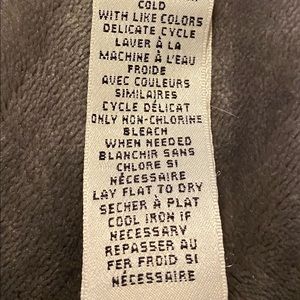 COLD
WITH LIKE COLORS
DELICATE CYCLE
LAVER À LA
MACHINE À L'EAU
FROIDE
AVEC COULEURS
SIMILAIRES
CYCLE DÉLICAT
ONLY NON-CHLORINE
BLEACH
WHEN NEEDED
BLANCHIR SANS
CHLORE SI
NÉCESSAIRE
LAY FLAT TO DRY
SECHER À PLAT
COOL IRON IF
NECESSARY
REPASSER AU
FER FROID SI
NÉCESSAIRE